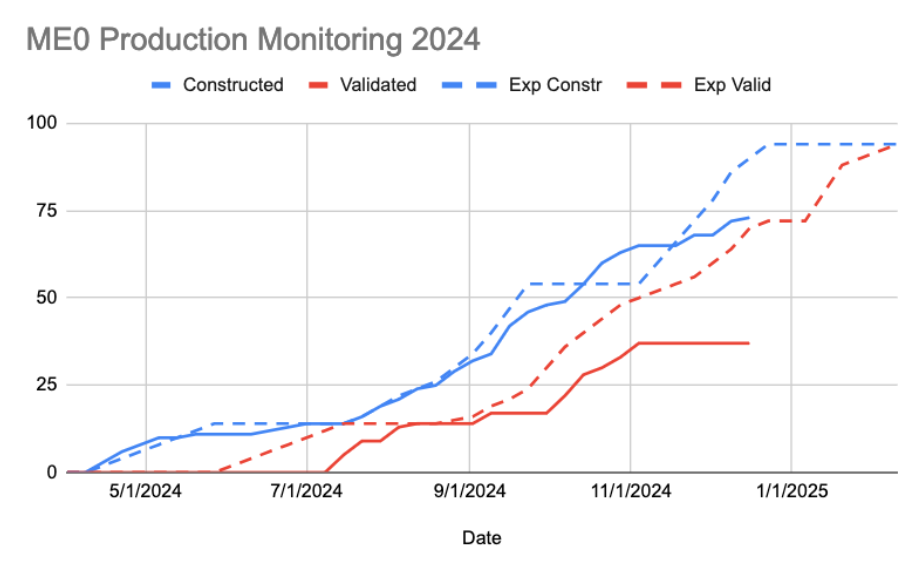 ME0 Production Monitoring 2024
Constructed Validated Exp Constr Exp Valid
100
75
50
25
0
5/1/2024 7/1/2024 9/1/2024 11/1/2024 1/1/2025
Date